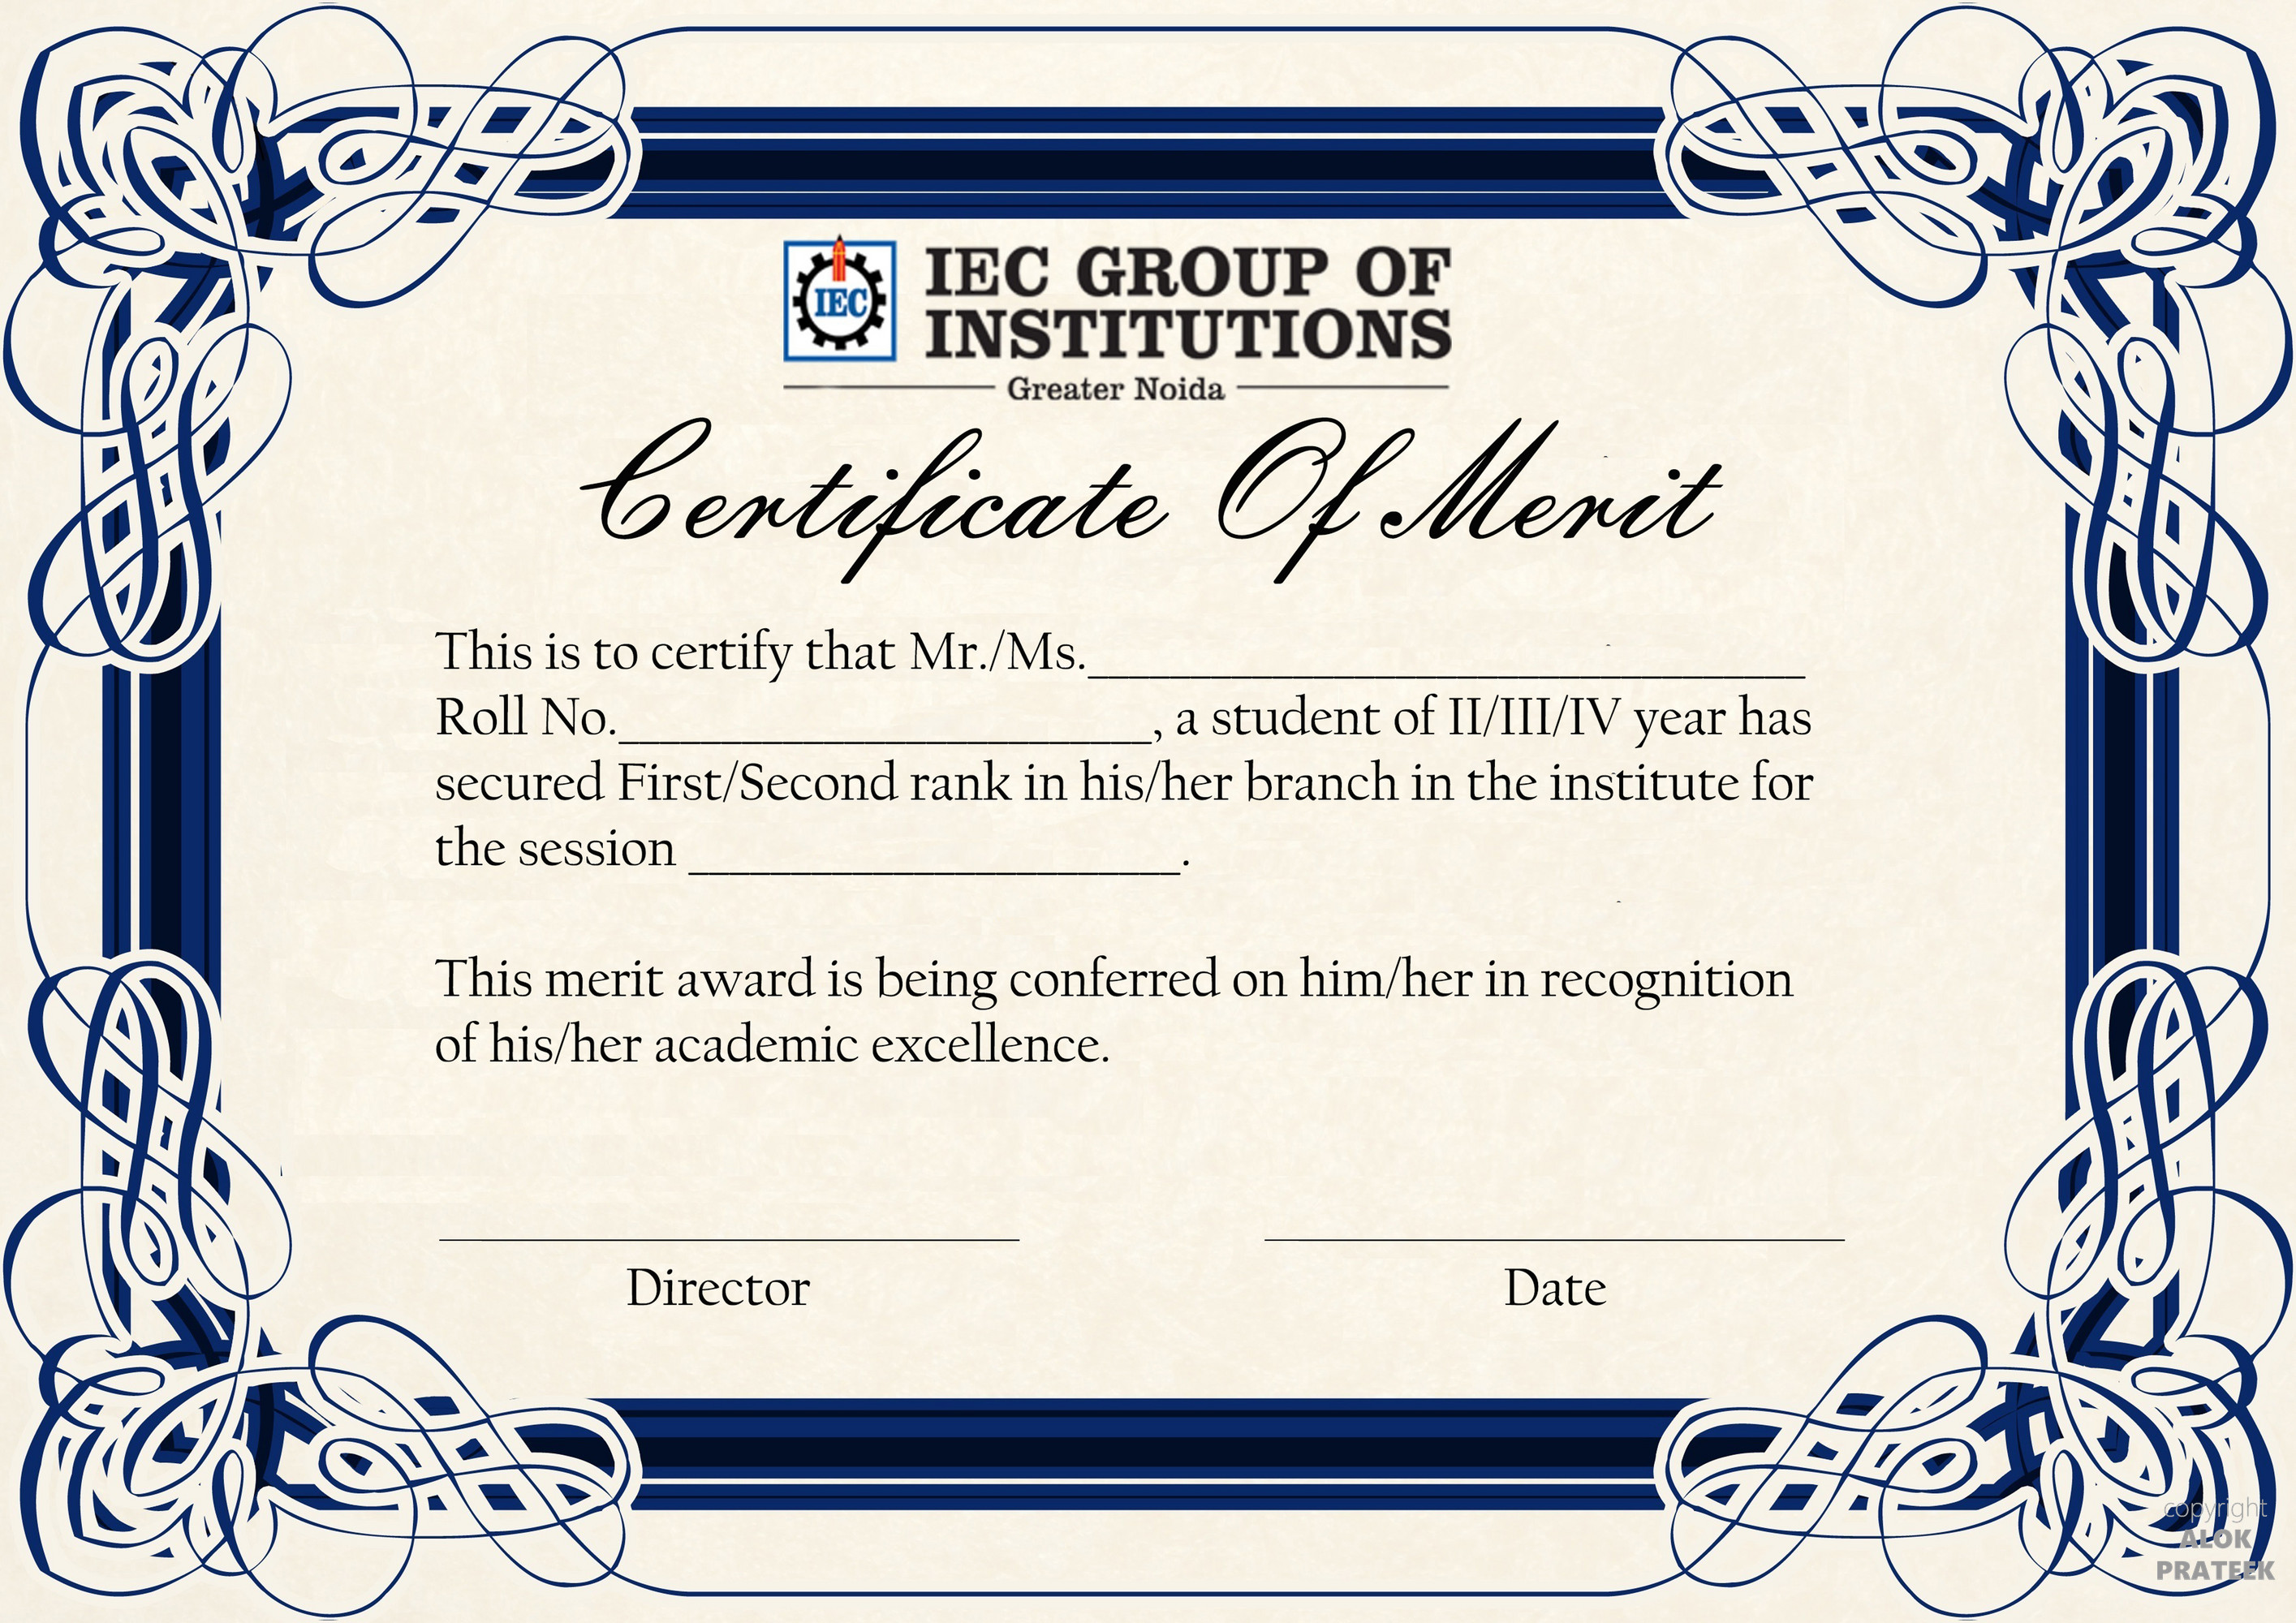 IEC
IEC GROUP OF
INSTITUTIONS
Greater Noida
Certificate Of Merit
This is to certify that Mr./Ms.___________________________________
Roll No.__________________________, a student of II/III/IV year has
secured First/Second rank in his/her branch in the institute for
the session ________________________.
This merit award is being conferred on him/her in recognition
of his/her academic excellence.
Director
Date
copyright
ALOK
PRATEEK